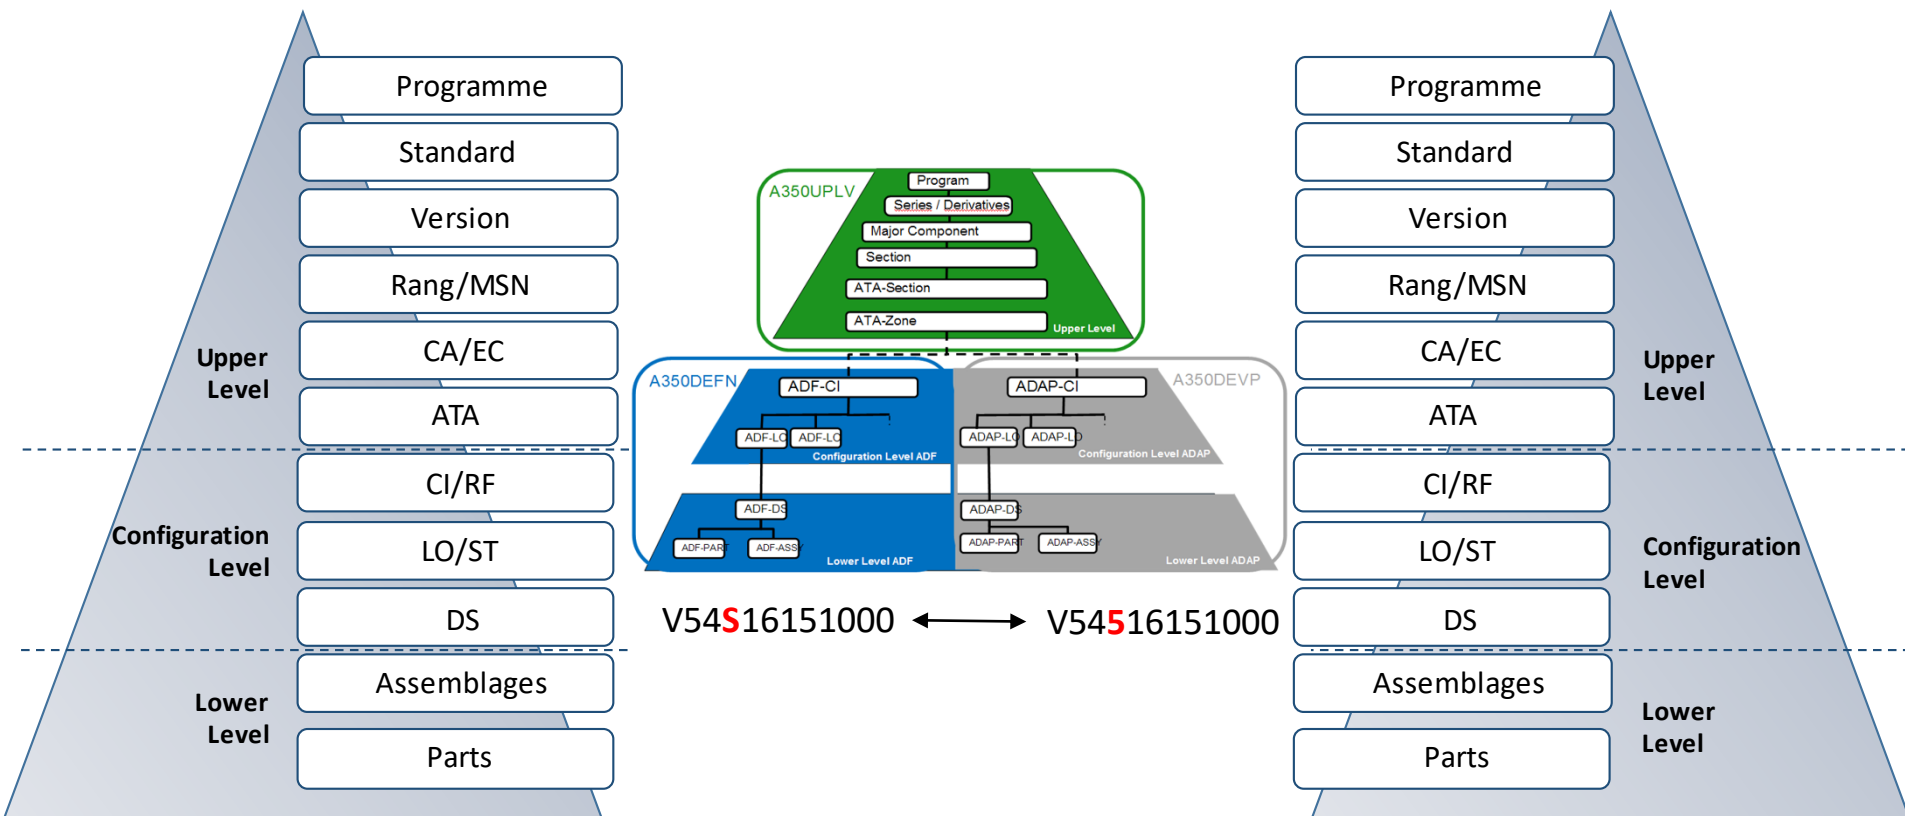 Programme
Standard
Version
Rang/MSN
CA/EC
ATA
CI/RF
LO/ST
DS
Assemblages
Parts
Upper
Level
Configuration
Level
Lower
Level
A350UPLV
Program
Series / Derivatives
Major Component
Section
ATA-Section
ATA-Zone
Upper Level
A350DEFN
ADF-CI
ADF-LO ADF-LO
Configuration Level ADF
ADF-DS
ADF-PART ADF-ASSY
Lower Level ADF
A350DEVP
ADAP-CI
ADAP-LO ADAP-LO
Configuration Level ADAP
ADAP-DS
ADAP-PART ADAP-ASSY
Lower Level ADAP
V54S16151000
V54516151000
Programme
Standard
Version
Rang/MSN
CA/EC
ATA
CI/RF
LO/ST
DS
Assemblages
Parts
Upper
Level
Configuration
Level
Lower
Level